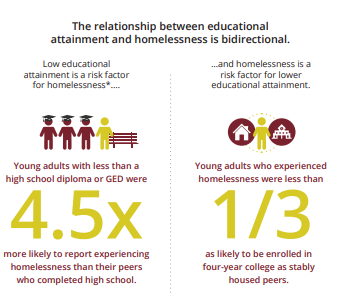 The relationship between educational
attainment and homelessness is bidirectional.
Low educational
attainment is a risk factor
for homelessness*....
Young adults with less than a
high school diploma or GED were
4.5x
more likely to report experiencing
homelessness than their peers
who completed high school.
...and homelessness is a
risk factor for lower
educational attainment.
Young adults who experienced
homelessness were less than
1/3
as likely to be enrolled in
four-year college as stably
housed peers.